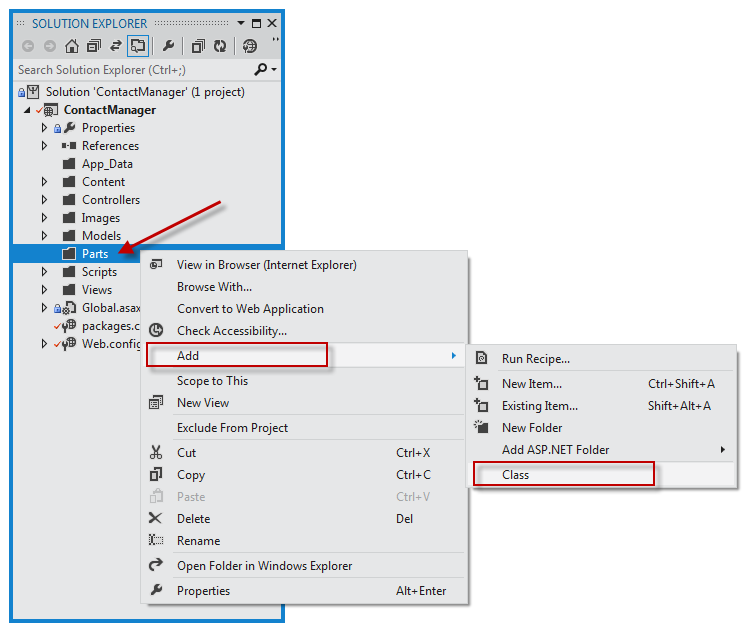 SOLUTION EXPLORER
Search Solution Explorer (Ctrl+;)
Solution 'ContactManager' (1 project)
ContactManager
Properties
References
App_Data
Content
Controllers
Images
Models
Parts
Scripts
Views
Global.asax
packages.c
Web.config
View in Browser (Internet Explorer)
Browse With...
Convert to Web Application
Check Accessibility...
Add
Scope to This
New View
Exclude From Project
Cut Ctrl+X
Copy Ctrl+C
Paste Ctrl+V
Delete Del
Rename
Open Folder in Windows Explorer
Properties Alt+Enter
Run Recipe...
New Item... Ctrl+Shift+A
Existing Item... Shift+Alt+A
New Folder
Add ASP.NET Folder
Class